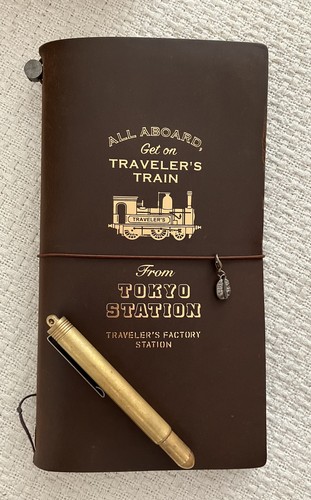 ALL ABOARD,
Get on
TRAVELER'S
TRAIN
TRAVELER'S
From
TOKYO
STATION
TRAVELER'S FACTORY
STATION